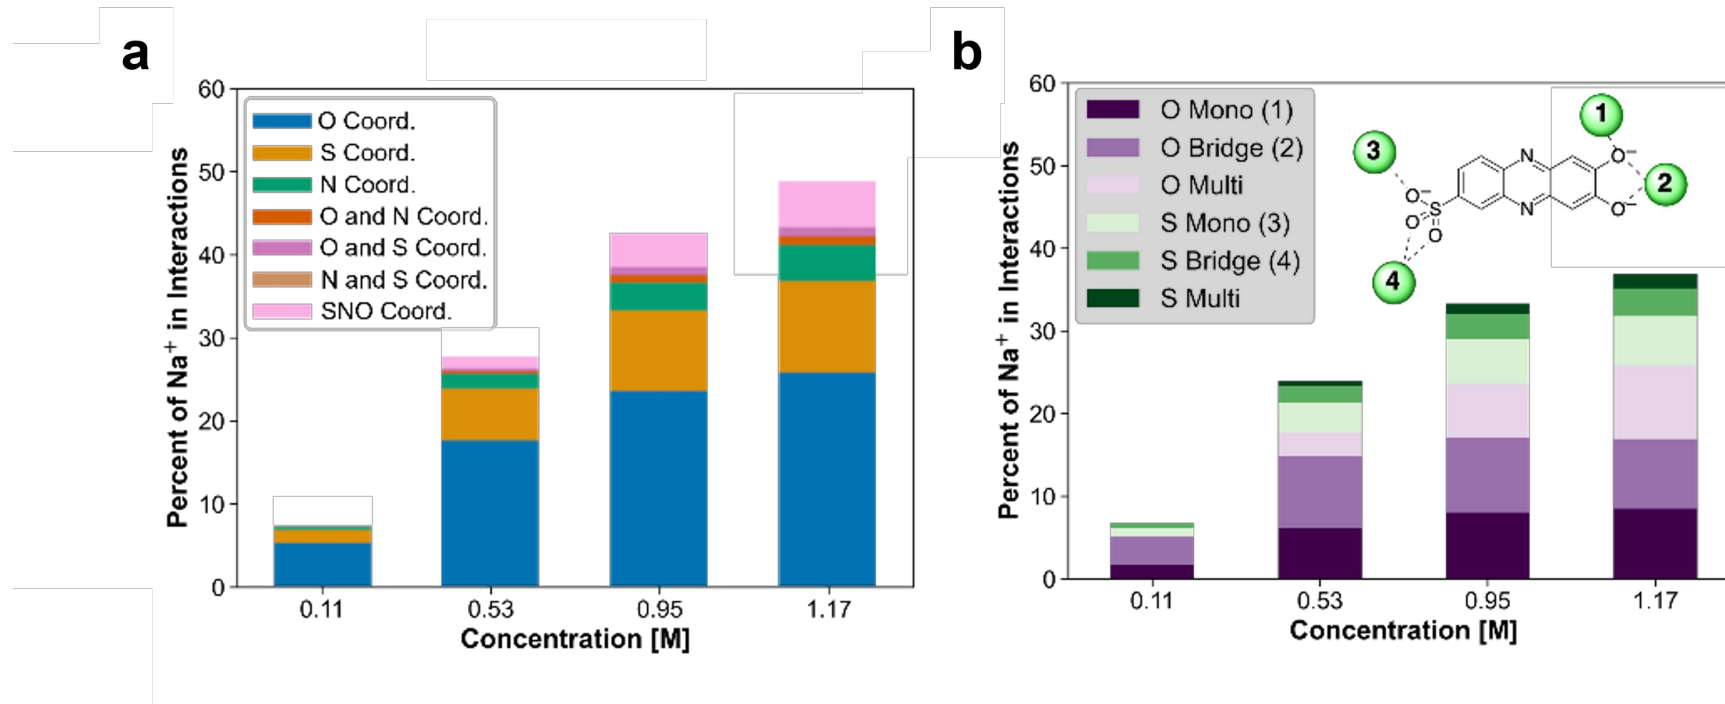 a
60
50
40
30
20
10
0
Percent of Na+ in Interactions
O Coord.
S Coord.
N Coord.
O and N Coord.
O and S Coord.
N and S Coord.
SNO Coord.
0.11 0.53 0.95 1.17
Concentration [M]
b
60
50
40
30
20
10
0
Percent of Na+ in Interactions
O Mono (1)
O Bridge (2)
O Multi
S Mono (3)
S Bridge (4)
S Multi
1
3
N
O−
2
O−
S
N
O−
O
O
4
0.11 0.53 0.95 1.17
Concentration [M]